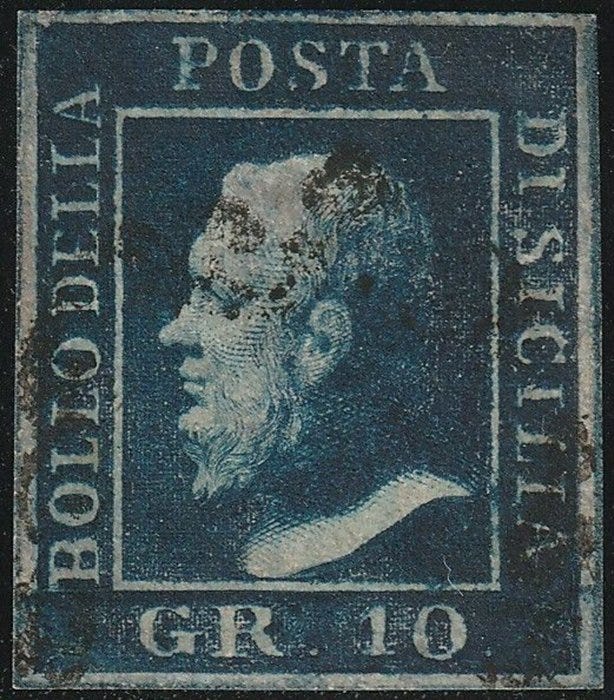 BOLLO DELLA
POSTA
DI SICILIA
GR. 10